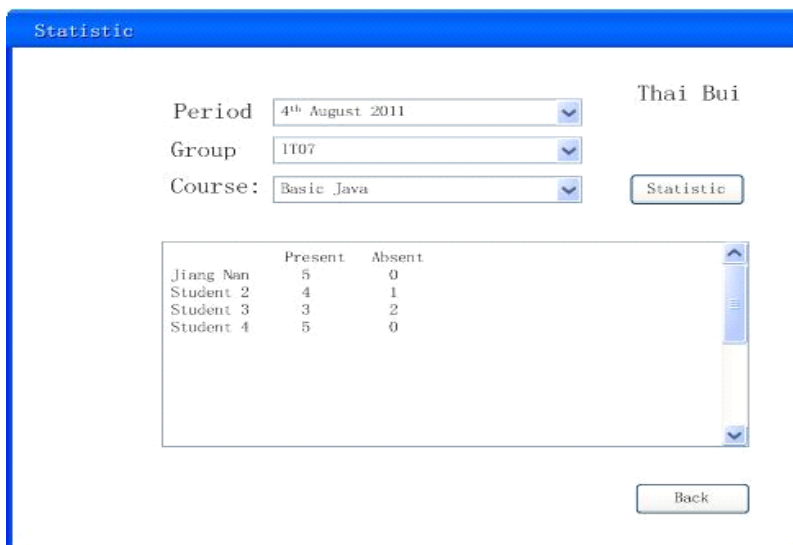 Statistic
Thai Bui
Period 4th August 2011
Group IT07
Course: Basic Java
Statistic
Present Absent
Jiang Nan 5 0
Student 2 4 1
Student 3 3 2
Student 4 5 0
Back